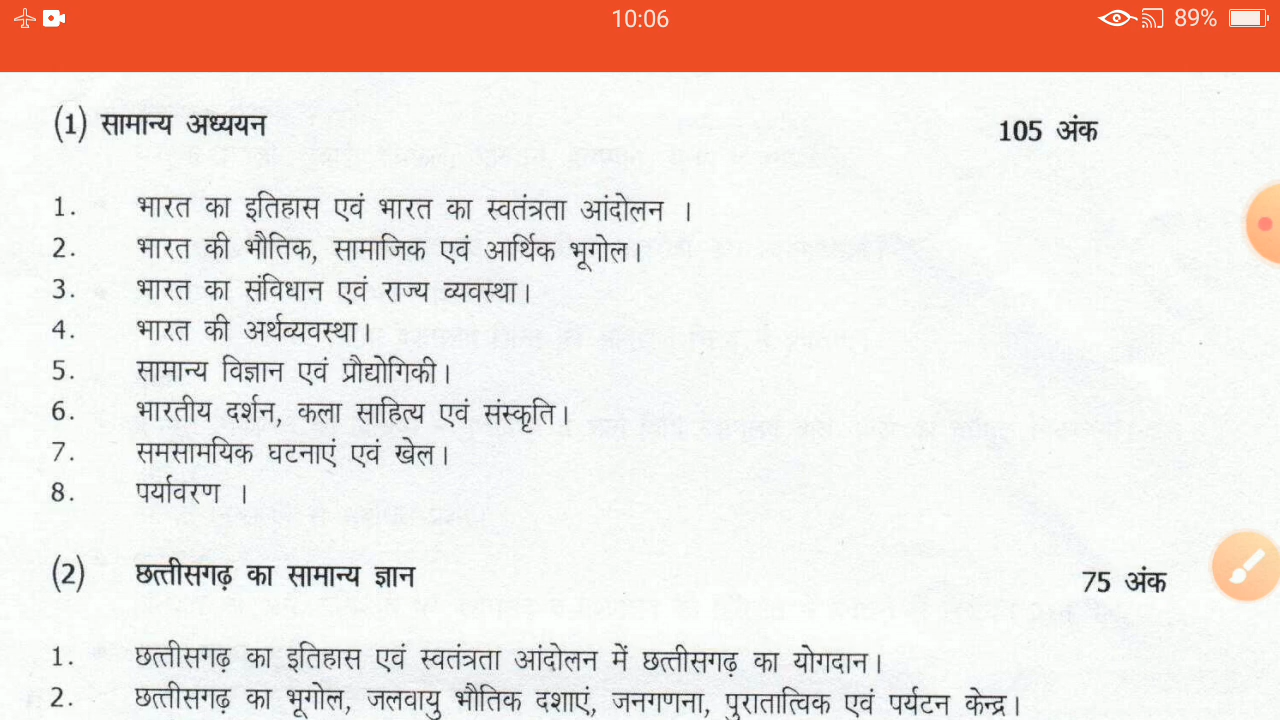 10:06
89%
(1) सामान्य अध्ययन 105 अंक
1. भारत का इतिहास एवं भारत का स्वतंत्रता आंदोलन ।
2. भारत की भौतिक, सामाजिक एवं आर्थिक भूगोल।
3. भारत का संविधान एवं राज्य व्यवस्था।
4. भारत की अर्थव्यवस्था।
5. सामान्य विज्ञान एवं प्रौद्योगिकी।
6. भारतीय दर्शन, कला साहित्य एवं संस्कृति।
7. समसामयिक घटनाएं एवं खेल।
8. पर्यावरण ।
(2) छत्तीसगढ़ का सामान्य ज्ञान 75 अंक
1. छत्तीसगढ़ का इतिहास एवं स्वतंत्रता आंदोलन में छत्तीसगढ़ का योगदान।
2. छत्तीसगढ़ का भूगोल, जलवायु भौतिक दशाएं, जनगणना, पुरातात्विक एवं पर्यटन केन्द्र।